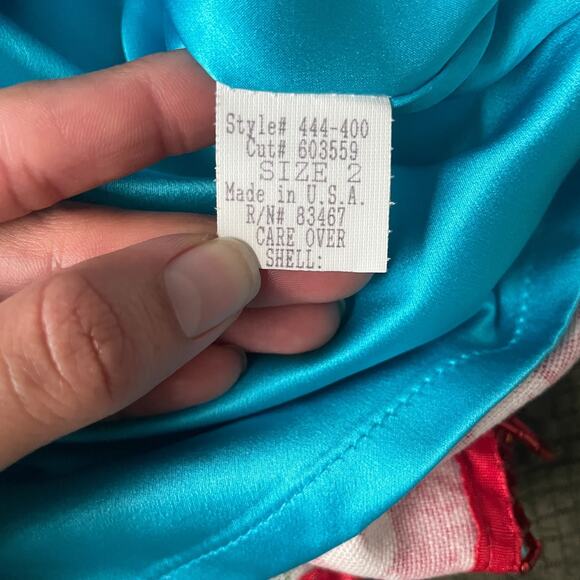 Style# 444-400
Cut# 603559
SIZE 2
Made in U.S.A.
R/N# 83467
CARE OVER
SHELL: